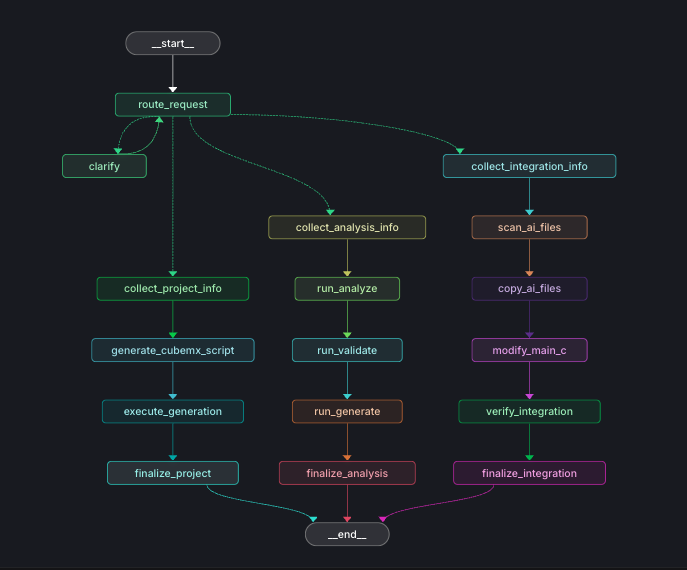 __start__
route_request
clarify
collect_integration_info
collect_analysis_info
scan_ai_files
collect_project_info
run_analyze
copy_ai_files
generate_cubemx_script
run_validate
modify_main_c
execute_generation
run_generate
verify_integration
finalize_project
finalize_analysis
finalize_integration
__end__